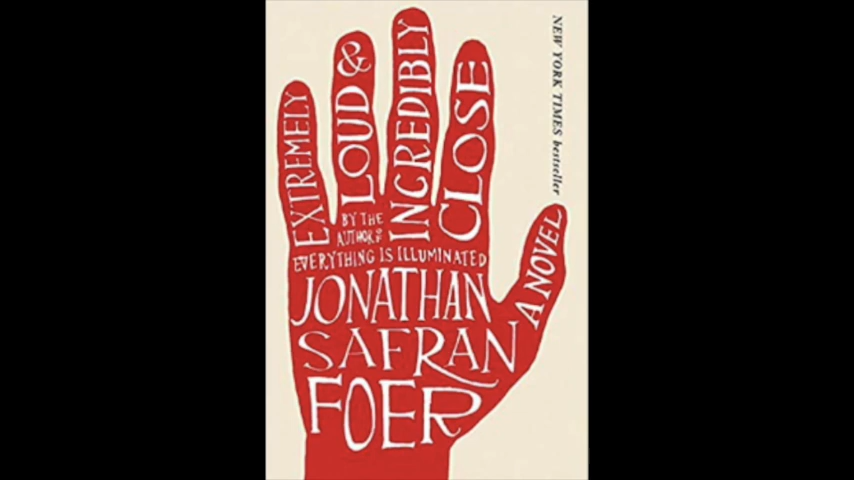 EXTREMELY
LOUD &
INCREDIBLY
CLOSE
A NOVEL
BY THE
AUTHOR OF
EVERYTHING IS ILLUMINATED
JONATHAN
SAFRAN
FOER
NEW YORK TIMES bestseller